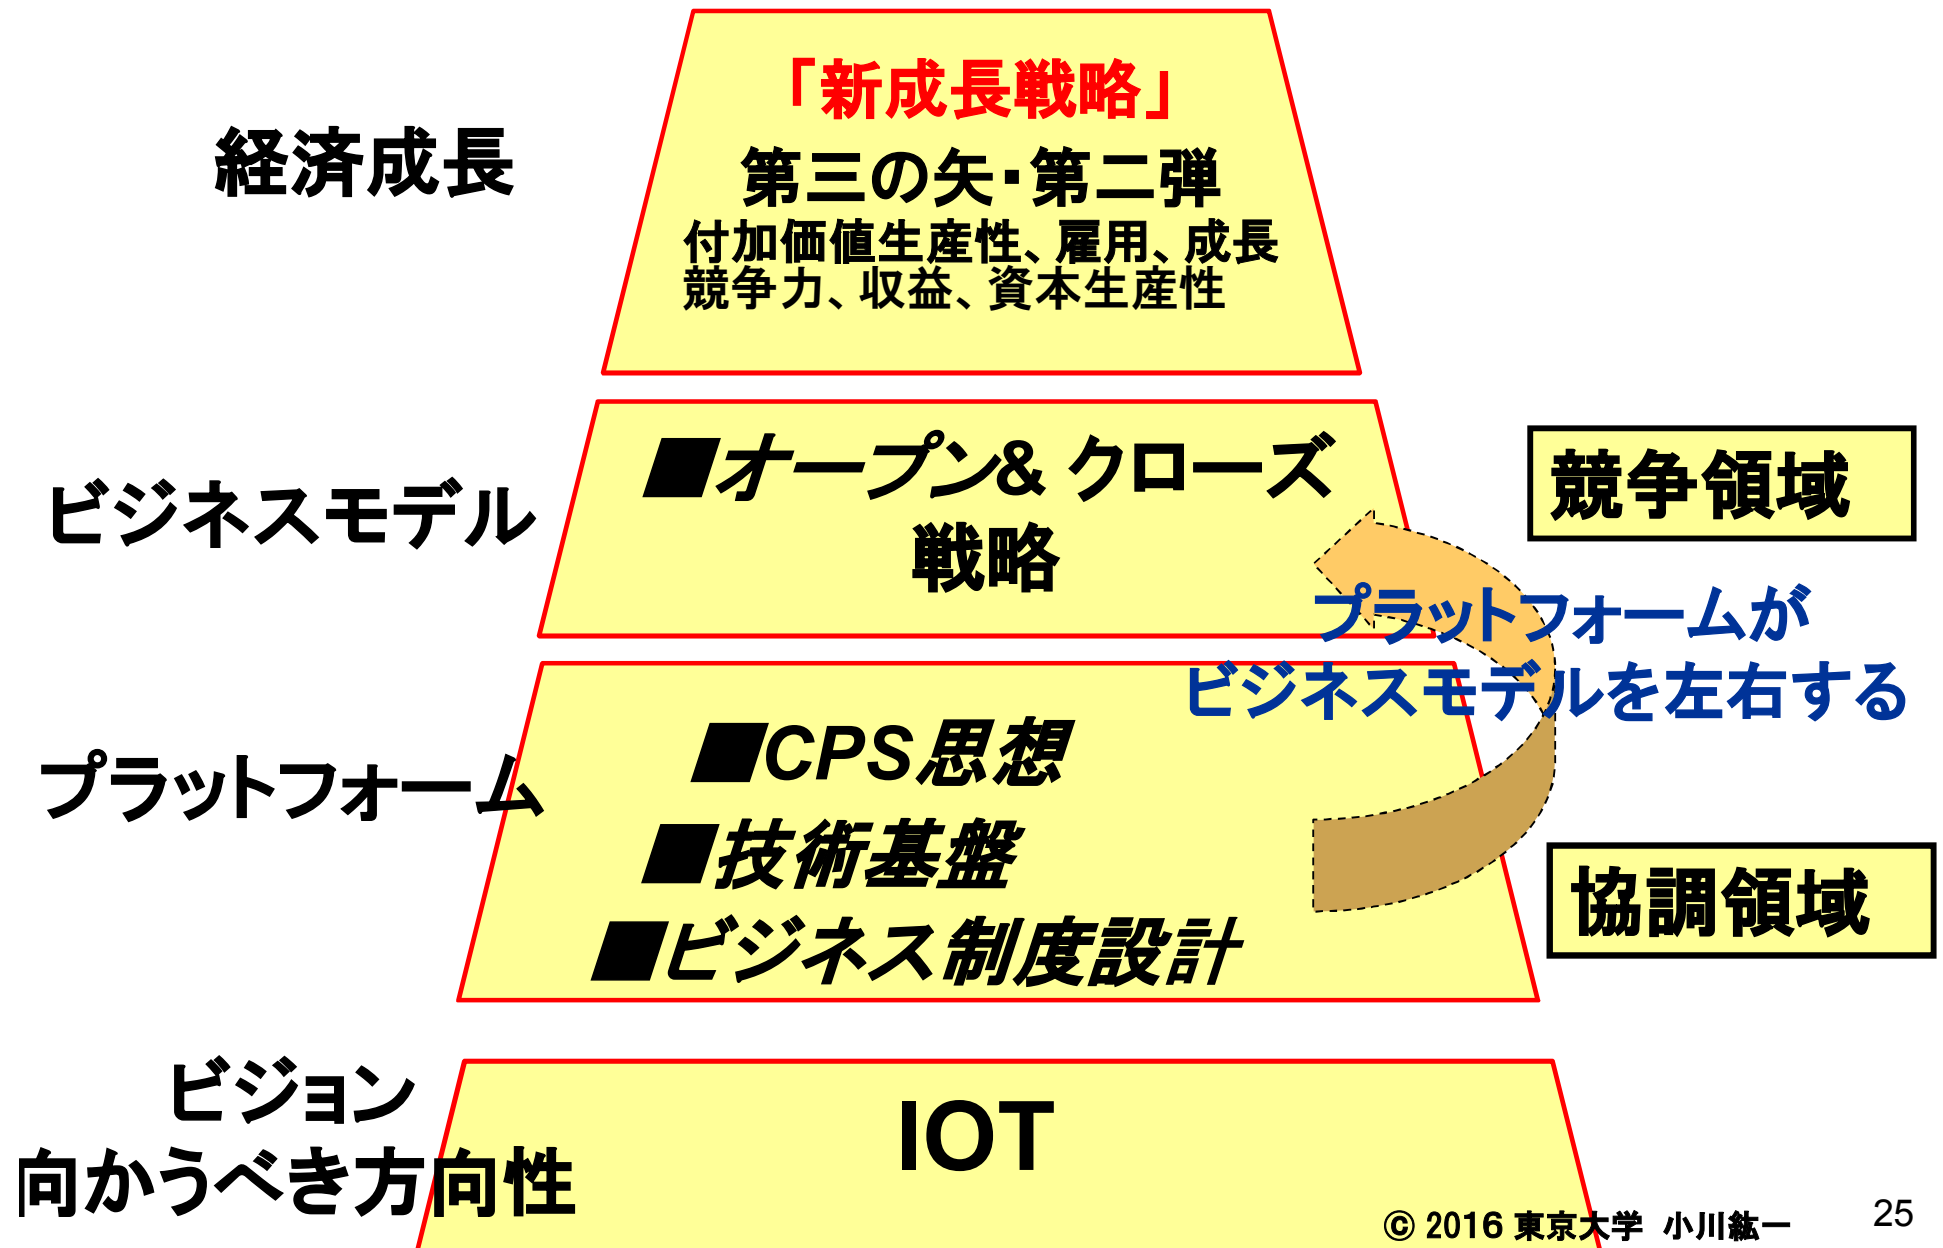 経済成長
「新成長戦略」
第三の矢・第二弾
付加価値生産性、雇用、成長
競争力、収益、資本生産性
ビジネスモデル
■オープン& クローズ
戦略
競争領域
プラットフォームが
ビジネスモデルを左右する
プラットフォーム
■CPS思想
■技術基盤
■ビジネス制度設計
協調領域
ビジョン
向かうべき方向性
IOT
© 2016 東京大学 小川紘一
25